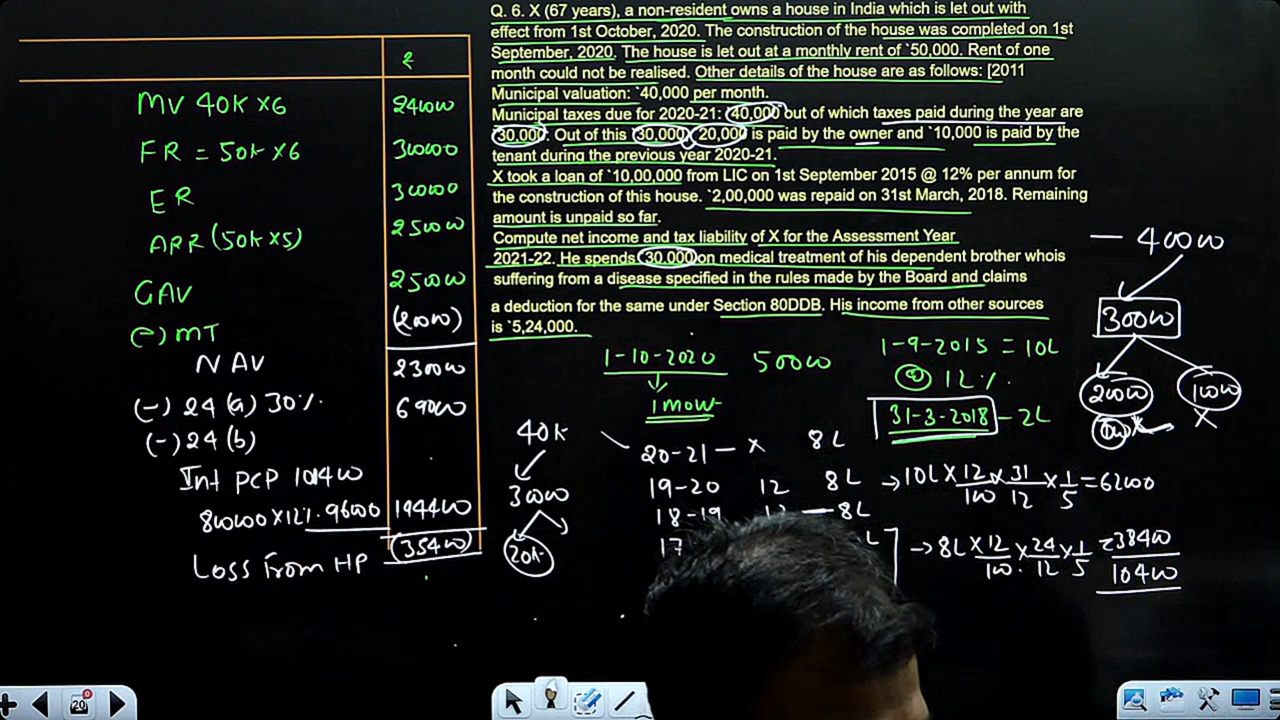 Q. 6. X (67 years), a non-resident owns a house in India which is let out with
effect from 1st October, 2020. The construction of the house was completed on 1st
September, 2020. The house is let out at a monthly rent of `50,000. Rent of one
month could not be realised. Other details of the house are as follows: [2011
Municipal valuation: `40,000 per month.
Municipal taxes due for 2020-21: `40,000 out of which taxes paid during the year are
`30,000. Out of this `30,000, `20,000 is paid by the owner and `10,000 is paid by the
tenant during the previous year 2020-21.
X took a loan of `10,00,000 from LIC on 1st September 2015 @ 12% per annum for
the construction of this house. `2,00,000 was repaid on 31st March, 2018. Remaining
amount is unpaid so far.
Compute net income and tax liability of X for the Assessment Year
2021-22. He spends `30,000 on medical treatment of his dependent brother whois
suffering from a disease specified in the rules made by the Board and claims
a deduction for the same under Section 80DDB. His income from other sources
is `5,24,000.
₹
MV 40K×6 240000
FR = 50K×6 300000
ER 300000
ARR (50K×5) 250000
GAV 250000
(-) MT (20000)
NAV 230000
(-) 24(a) 30% 69000
(-) 24(b)
Int PCP 101400
800000×12% 96000 194400
Loss from HP (35400)
40K
30000
20K
1-10-2020 50000
1 mow
20-21 — × 8L
19-20 12 8L
18-19 12 — 8L
17
L
1-9-2015 = 10L
@ 12%
31-3-2018 – 2L
→10L×12/100×31/12×1/5=62000
→8L×12/100×24/12×1/5 = 38400
10400
— 40000
30000
20000 10000
×